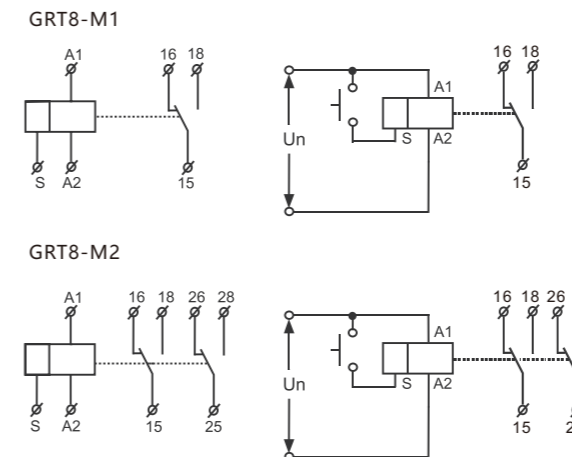 GRT8-M1
A1 16 18
S A2 15
16 18
A1
Un S A2
15
GRT8-M2
A1 16 18 26 28
S A2 15 25
16 18 26
A1
Un S A2
15